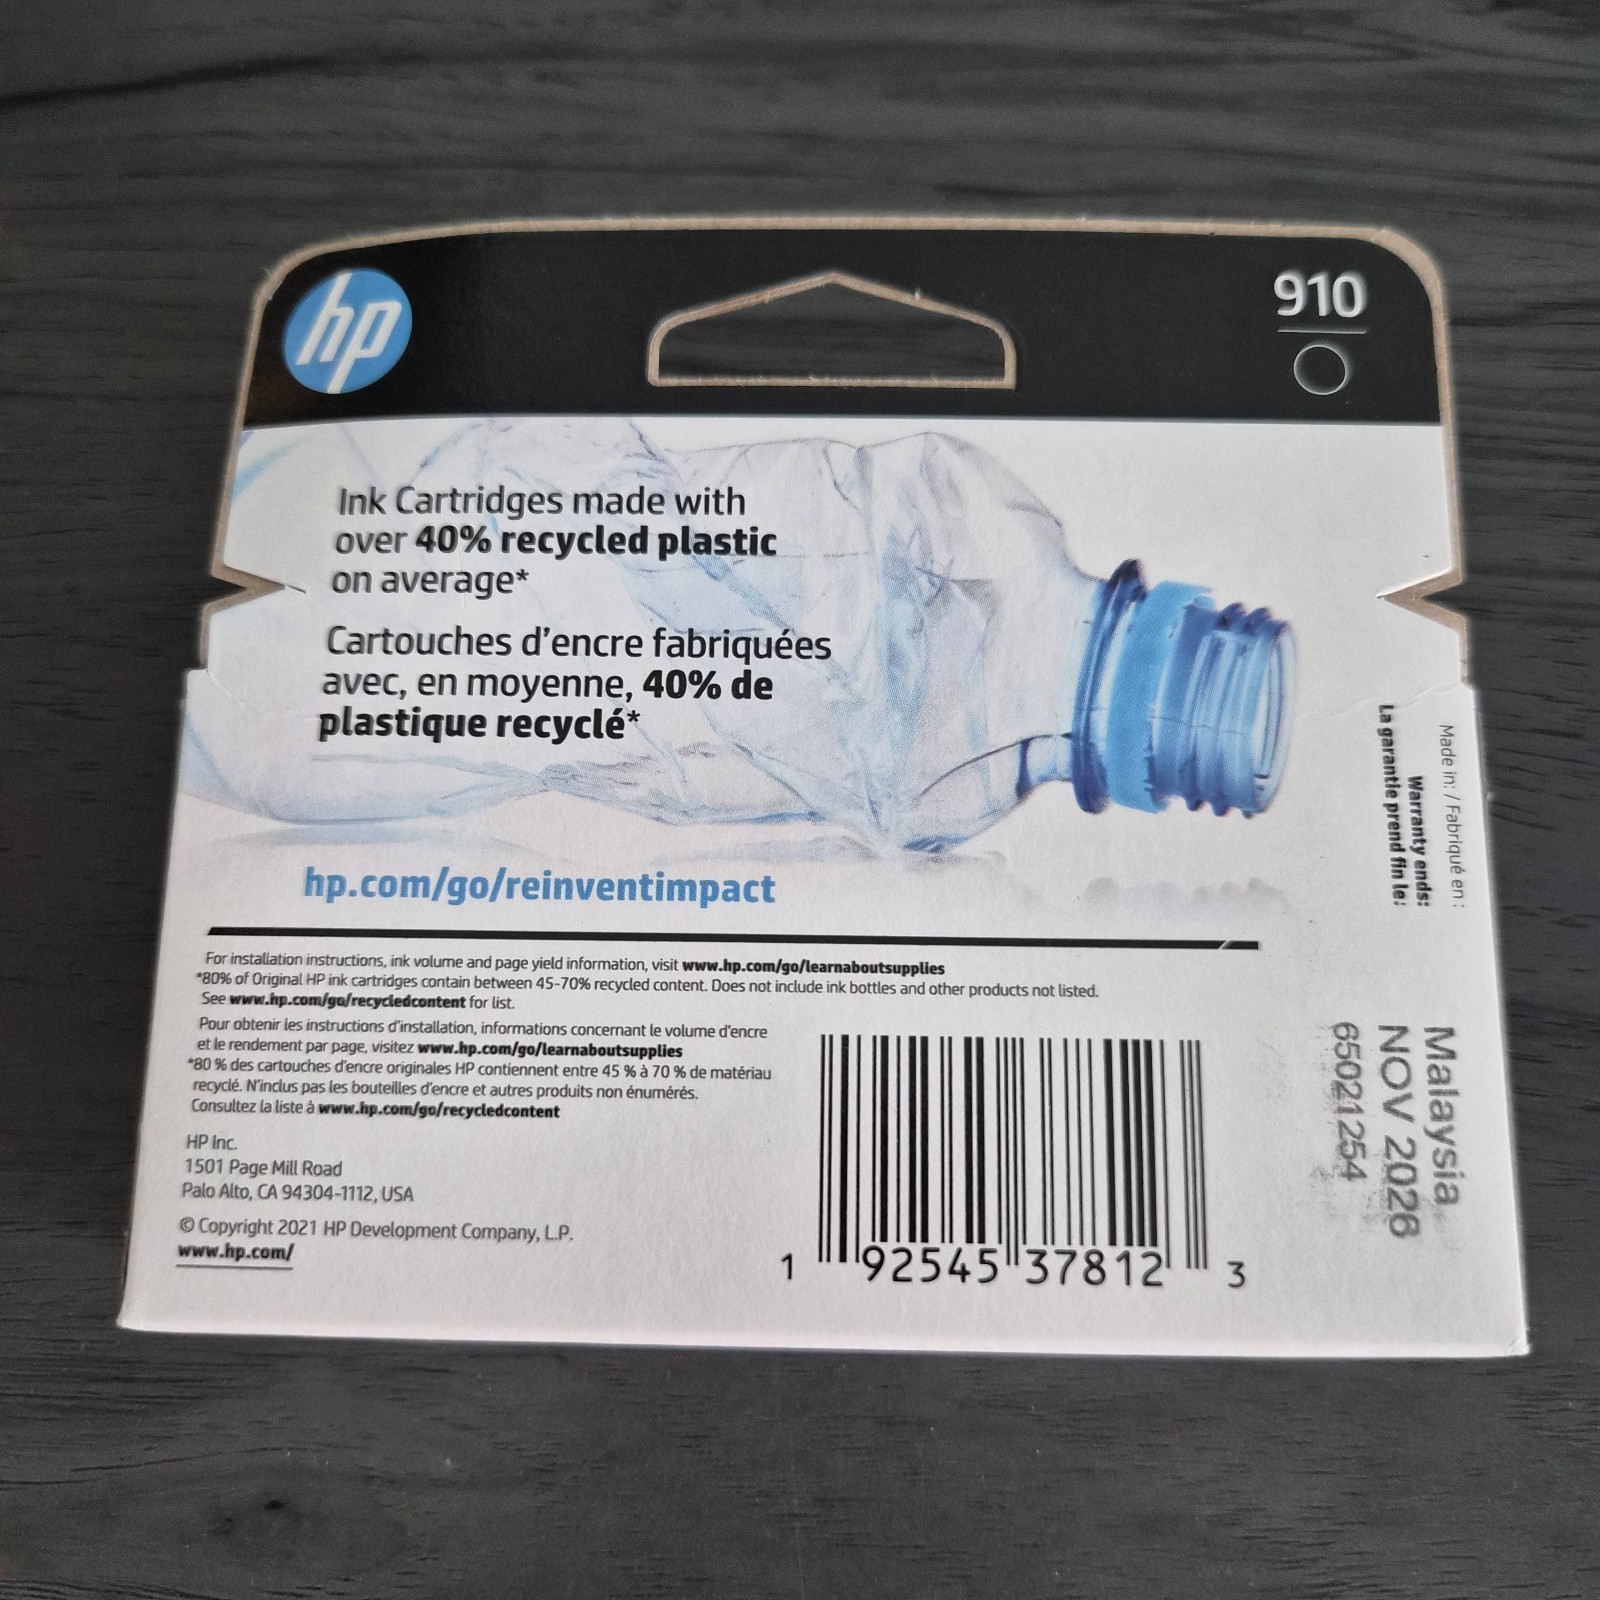 hp
910
Ink Cartridges made with
over 40% recycled plastic
on average*
Cartouches d'encre fabriquées
avec, en moyenne, 40% de
plastique recyclé*
hp.com/go/reinventimpact
For installation instructions, ink volume and page yield information, visit www.hp.com/go/learnaboutsupplies
*80% of Original HP ink cartridges contain between 45-70% recycled content. Does not include ink bottles and other products not listed.
See www.hp.com/go/recycledcontent for list.
Pour obtenir les instructions d'installation, informations concernant le volume d'encre
et le rendement par page, visitez www.hp.com/go/learnaboutsupplies
*80 % des cartouches d'encre originales HP contiennent entre 45 % à 70 % de matériau
recyclé. N'inclus pas les bouteilles d'encre et autres produits non énumérés.
Consultez la liste à www.hp.com/go/recycledcontent
HP Inc.
1501 Page Mill Road
Palo Alto, CA 94304-1112, USA
© Copyright 2021 HP Development Company, L.P.
www.hp.com/
1 92545 37812 3
Made in: / Fabriqué en :
Warranty ends:
La garantie prend fin le :
Malaysia
NOV 2026
65021254